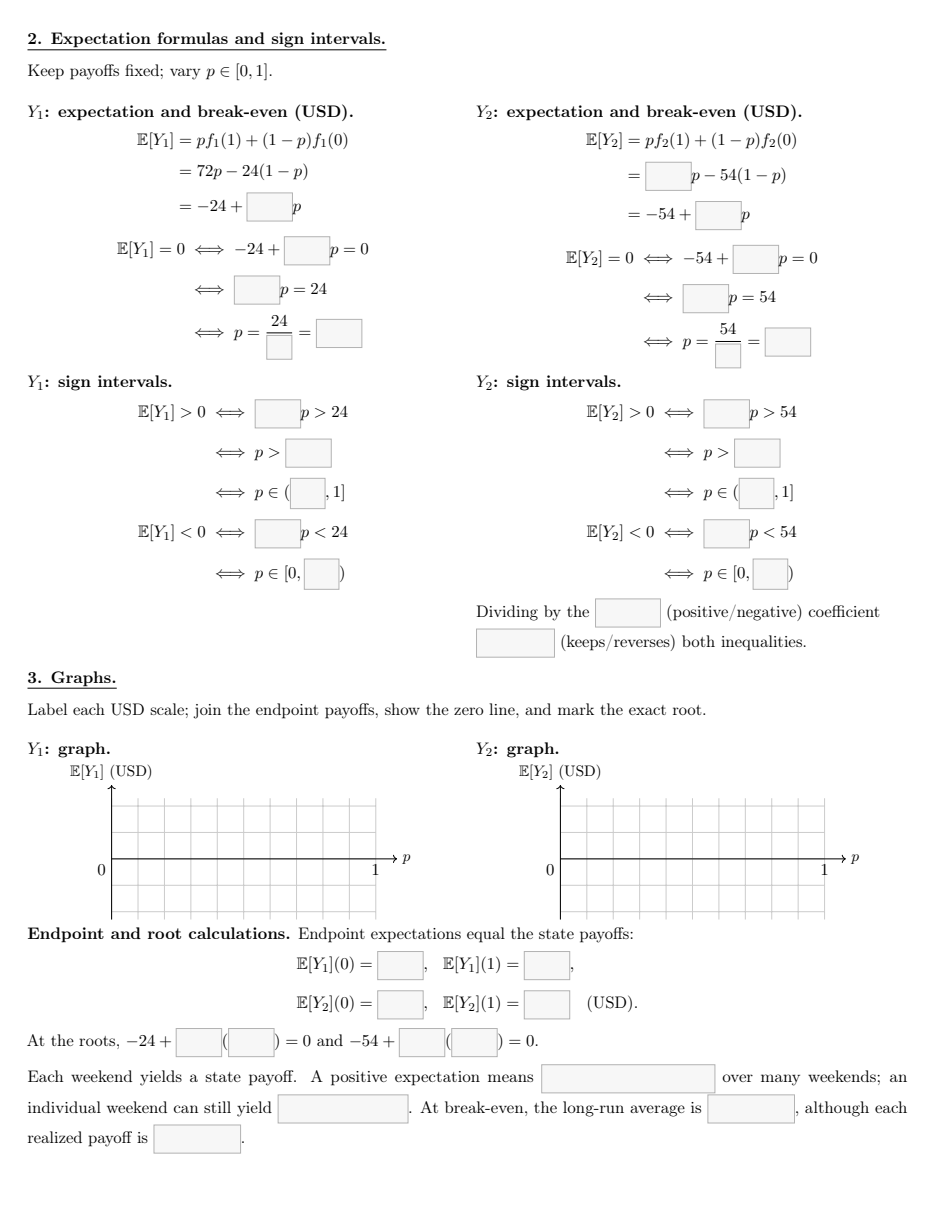 2. Expectation formulas and sign intervals.
Keep payoffs fixed; vary p ∈ [0, 1].
Y₁: expectation and break-even (USD).
𝔼[Y₁] = pf₁(1) + (1 − p)f₁(0)
= 72p − 24(1 − p)
= −24 + p
𝔼[Y₁] = 0 ⟺ −24 + p = 0
⟺ p = 24
⟺ p = 24/ =
Y₁: sign intervals.
𝔼[Y₁] > 0 ⟺ p > 24
⟺ p >
⟺ p ∈ ( , 1]
𝔼[Y₁] < 0 ⟺ p < 24
⟺ p ∈ [0, )
Y₂: expectation and break-even (USD).
𝔼[Y₂] = pf₂(1) + (1 − p)f₂(0)
= p − 54(1 − p)
= −54 + p
𝔼[Y₂] = 0 ⟺ −54 + p = 0
⟺ p = 54
⟺ p = 54/ =
Y₂: sign intervals.
𝔼[Y₂] > 0 ⟺ p > 54
⟺ p >
⟺ p ∈ ( , 1]
𝔼[Y₂] < 0 ⟺ p < 54
⟺ p ∈ [0, )
Dividing by the (positive/negative) coefficient
(keeps/reverses) both inequalities.
3. Graphs.
Label each USD scale; join the endpoint payoffs, show the zero line, and mark the exact root.
Y₁: graph.
𝔼[Y₁] (USD)
p
0 1
Y₂: graph.
𝔼[Y₂] (USD)
p
0 1
Endpoint and root calculations. Endpoint expectations equal the state payoffs:
𝔼[Y₁](0) = , 𝔼[Y₁](1) = ,
𝔼[Y₂](0) = , 𝔼[Y₂](1) = (USD).
At the roots, −24 + ( ) = 0 and −54 + ( ) = 0.
Each weekend yields a state payoff. A positive expectation means over many weekends; an
individual weekend can still yield . At break-even, the long-run average is , although each
realized payoff is .